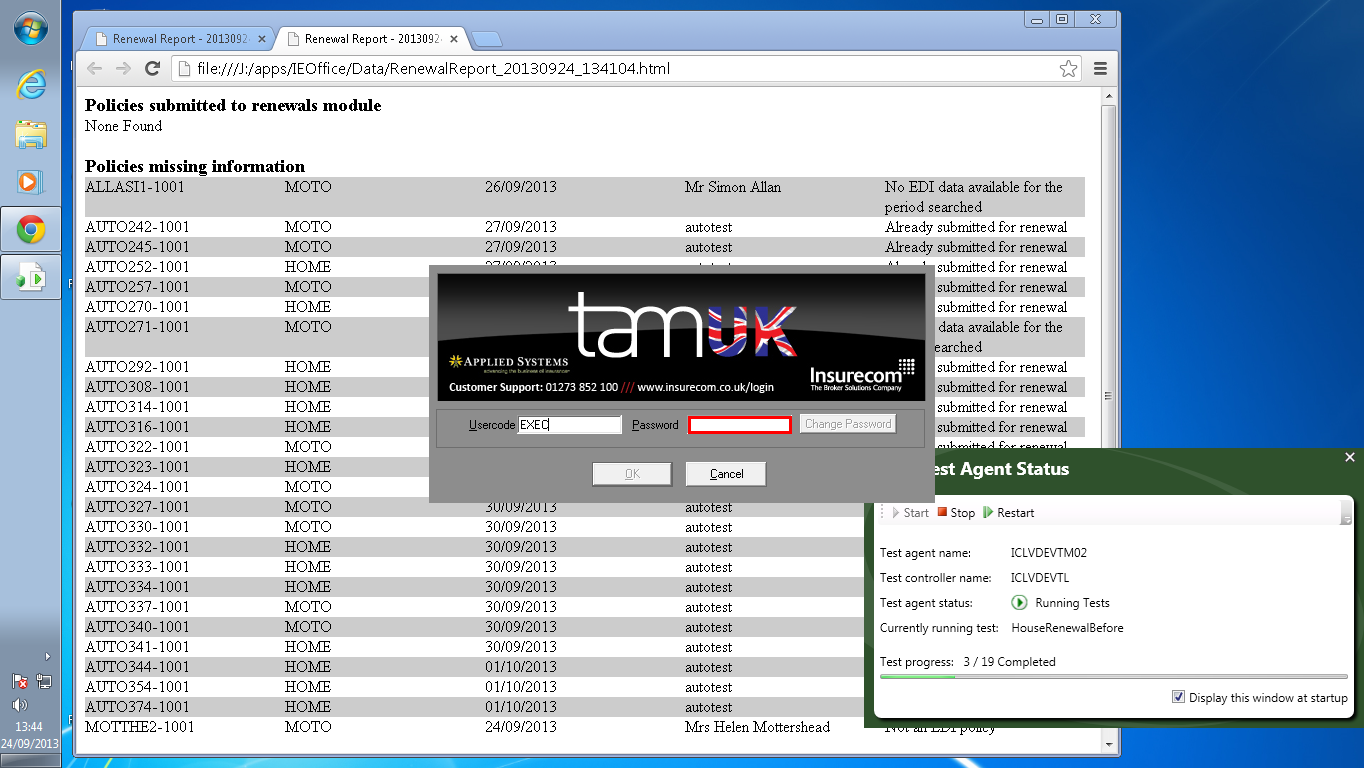 Renewal Report - 2013092
Renewal Report - 2013092
file:///J:/apps/IEOffice/Data/RenewalReport_20130924_134104.html
Policies submitted to renewals module
None Found
Policies missing information
ALLASI1-1001 MOTO 26/09/2013 Mr Simon Allan No EDI data available for the
period searched
AUTO242-1001 MOTO 27/09/2013 autotest Already submitted for renewal
AUTO245-1001 MOTO 27/09/2013 autotest Already submitted for renewal
AUTO252-1001 HOME 27/09/2013 submitted for renewal
AUTO257-1001 MOTO submitted for renewal
AUTO270-1001 HOME submitted for renewal
AUTO271-1001 MOTO data available for the
searched
AUTO292-1001 HOME submitted for renewal
AUTO308-1001 HOME submitted for renewal
AUTO314-1001 HOME submitted for renewal
AUTO316-1001 HOME submitted for renewal
AUTO322-1001 MOTO submitted for renewal
AUTO323-1001 HOME
AUTO324-1001 MOTO
AUTO327-1001 MOTO 30/09/2013 autotest
AUTO330-1001 MOTO 30/09/2013 autotest
AUTO332-1001 HOME 30/09/2013 autotest
AUTO333-1001 HOME 30/09/2013 autotest
AUTO334-1001 HOME 30/09/2013 autotest
AUTO337-1001 MOTO 30/09/2013 autotest
AUTO340-1001 MOTO 30/09/2013 autotest
AUTO341-1001 HOME 30/09/2013 autotest
AUTO344-1001 HOME 01/10/2013 autotest
AUTO354-1001 HOME 01/10/2013 autotest
AUTO374-1001 HOME 01/10/2013 autotest
MOTTHE2-1001 MOTO 24/09/2013 Mrs Helen Mottershead Not an EDI policy
tamUK
APPLIED SYSTEMS
advancing the business of insurance
Customer Support: 01273 852 100 /// www.insurecom.co.uk/login
Insurecom
The Broker Solutions Company
Usercode EXEC Password Change Password
OK Cancel
est Agent Status
Start Stop Restart
Test agent name: ICLVDEVTM02
Test controller name: ICLVDEVTL
Test agent status: Running Tests
Currently running test: HouseRenewalBefore
Test progress: 3 / 19 Completed
Display this window at startup
13:44
24/09/2013